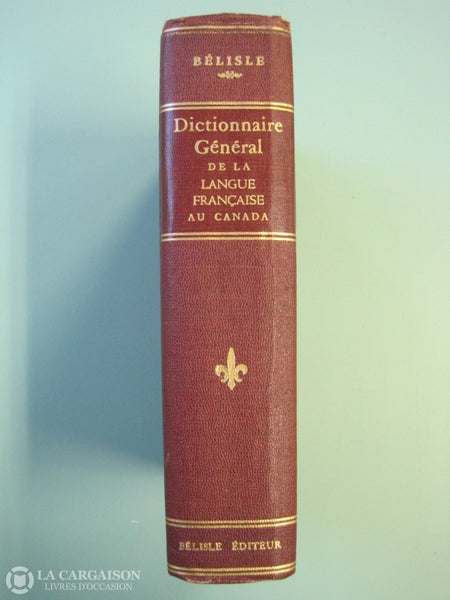 BÉLISLE
Dictionnaire
Général
DE LA
LANGUE
FRANÇAISE
AU CANADA
BÉLISLE ÉDITEUR
LA CARGAISON
LIVRES D'OCCASION